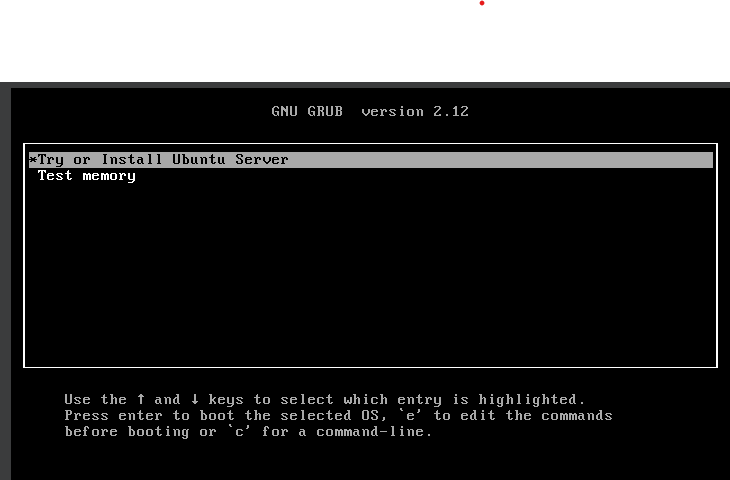 GNU GRUB  version 2.12
*Try or Install Ubuntu Server
Test memory
Use the ↑ and ↓ keys to select which entry is highlighted.
Press enter to boot the selected OS, `e' to edit the commands
before booting or `c' for a command-line.